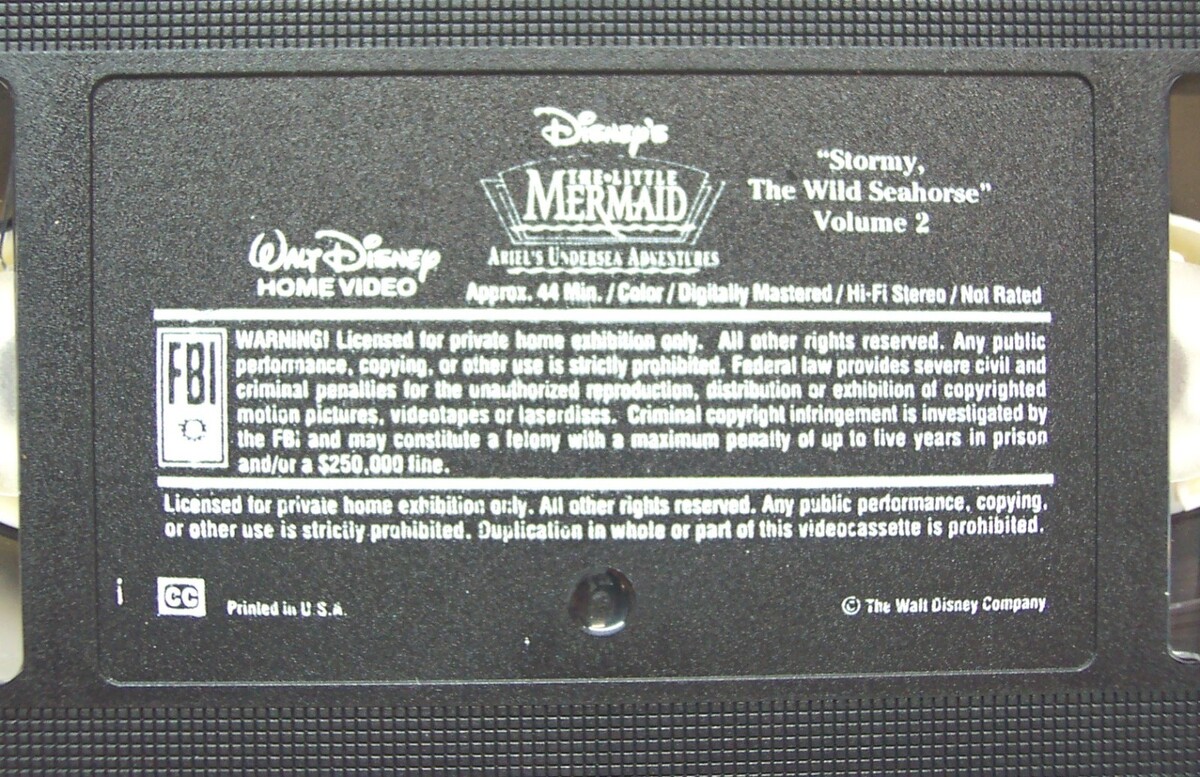 Disney's
THE • LITTLE
MERMAID
ARIEL'S UNDERSEA ADVENTURES
"Stormy,
The Wild Seahorse"
Volume 2
WALT DISNEY
HOME VIDEO
Approx. 44 Min. / Color / Digitally Mastered / Hi-Fi Stereo / Not Rated
FBI
WARNING! Licensed for private home exhibition only. All other rights reserved. Any public
performance, copying, or other use is strictly prohibited. Federal law provides severe civil and
criminal penalties for the unauthorized reproduction, distribution or exhibition of copyrighted
motion pictures, videotapes or laserdiscs. Criminal copyright infringement is investigated by
the FBI and may constitute a felony with a maximum penalty of up to five years in prison
and/or a $250,000 fine.
Licensed for private home exhibition only. All other rights reserved. Any public performance, copying,
or other use is strictly prohibited. Duplication in whole or part of this videocassette is prohibited.
i
CC
Printed in U.S.A.
© The Walt Disney Company